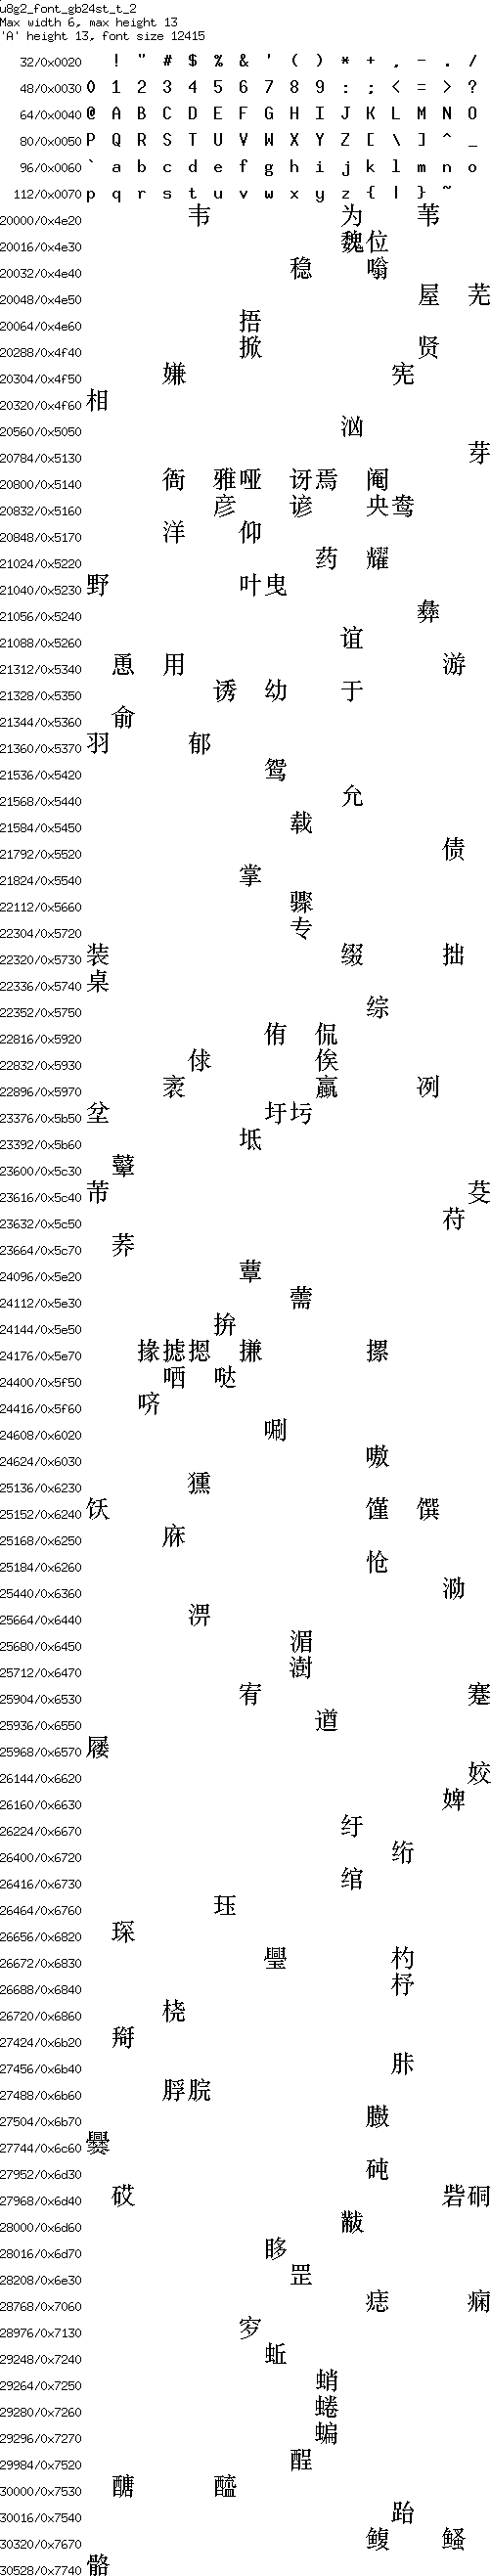 u8g2_font_gb24st_t_2
Max width 6, max height 13
'A' height 13, font size 12415
32/0x0020 ! " # $ % & ' ( ) * + , - . /
48/0x0030 0 1 2 3 4 5 6 7 8 9 : ; < = > ?
64/0x0040 @ A B C D E F G H I J K L M N O
80/0x0050 P Q R S T U V W X Y Z [ \ ] ^ _
96/0x0060 ` a b c d e f g h i j k l m n o
112/0x0070 p q r s t u v w x y z { | } ~
20000/0x4e20 韦 为 苇
20016/0x4e30 魏 位
20032/0x4e40 稳 嗡
20048/0x4e50 屋 芜
20064/0x4e60 捂
20288/0x4f40 掀 贤
20304/0x4f50 嫌 宪
20320/0x4f60 相
20560/0x5050 汹
20784/0x5130 芽
20800/0x5140 衙 雅 哑 讶 焉 阉
20832/0x5160 彦 谚 央 鸯
20848/0x5170 洋 仰
21024/0x5220 药 耀
21040/0x5230 野 叶 曳
21056/0x5240 彝
21088/0x5260 谊
21312/0x5340 恿 用 游
21328/0x5350 诱 幼 于
21344/0x5360 俞
21360/0x5370 羽 郁
21536/0x5420 鸳
21568/0x5440 允
21584/0x5450 载
21792/0x5520 债
21824/0x5540 掌
22112/0x5660 骤
22304/0x5720 专
22320/0x5730 装 缀 拙
22336/0x5740 桌
22352/0x5750 综
22816/0x5920 侑 侃
22832/0x5930 俅 俟
22896/0x5970 亵 嬴 冽
23376/0x5b50 坌 圩 圬
23392/0x5b60 坻
23600/0x5c30 鼙
23616/0x5c40 芾 芟
23632/0x5c50 苻
23664/0x5c70 荞
24096/0x5e20 蕈
24112/0x5e30 薷
24144/0x5e50 拚
24176/0x5e70 掾 摅 摁 搛 摞
24400/0x5f50 哂 哒
24416/0x5f60 哜
24608/0x6020 唰
24624/0x6030 嗷
25136/0x6230 獯
25152/0x6240 饫 馑 馔
25168/0x6250 庥
25184/0x6260 怆
25440/0x6360 泐
25664/0x6440 淠
25680/0x6450 湄
25712/0x6470 澍
25904/0x6530 宥 蹇
25936/0x6550 遒
25968/0x6570 屦
26144/0x6620 姣
26160/0x6630 婢
26224/0x6670 纡
26400/0x6720 绗
26416/0x6730 绾
26464/0x6760 珏
26656/0x6820 琛
26672/0x6830 璺 杓
26688/0x6840 杼
26720/0x6860 桡
27424/0x6b20 搿
27456/0x6b40 胩
27488/0x6b60 脬 脘
27504/0x6b70 臌
27744/0x6c60 爨
27952/0x6d30 砘
27968/0x6d40 砹 砦 硐
28000/0x6d60 黻
28016/0x6d70 眵
28208/0x6e30 罡
28768/0x7060 痣 痫
28976/0x7130 穸
29248/0x7240 蚯
29264/0x7250 蛸
29280/0x7260 蜷
29296/0x7270 蝙
29984/0x7520 酲
30000/0x7530 醣 醯
30016/0x7540 跆
30320/0x7670 鳆 鳋
30528/0x7740 骼